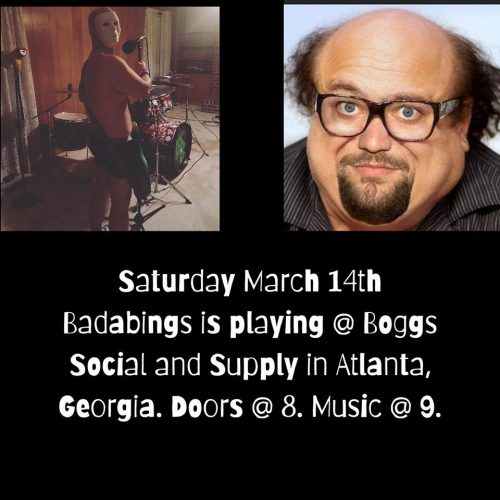 Saturday March 14th
Badabings is playing @ Boggs
Social and Supply in Atlanta,
Georgia. Doors @ 8. Music @ 9.